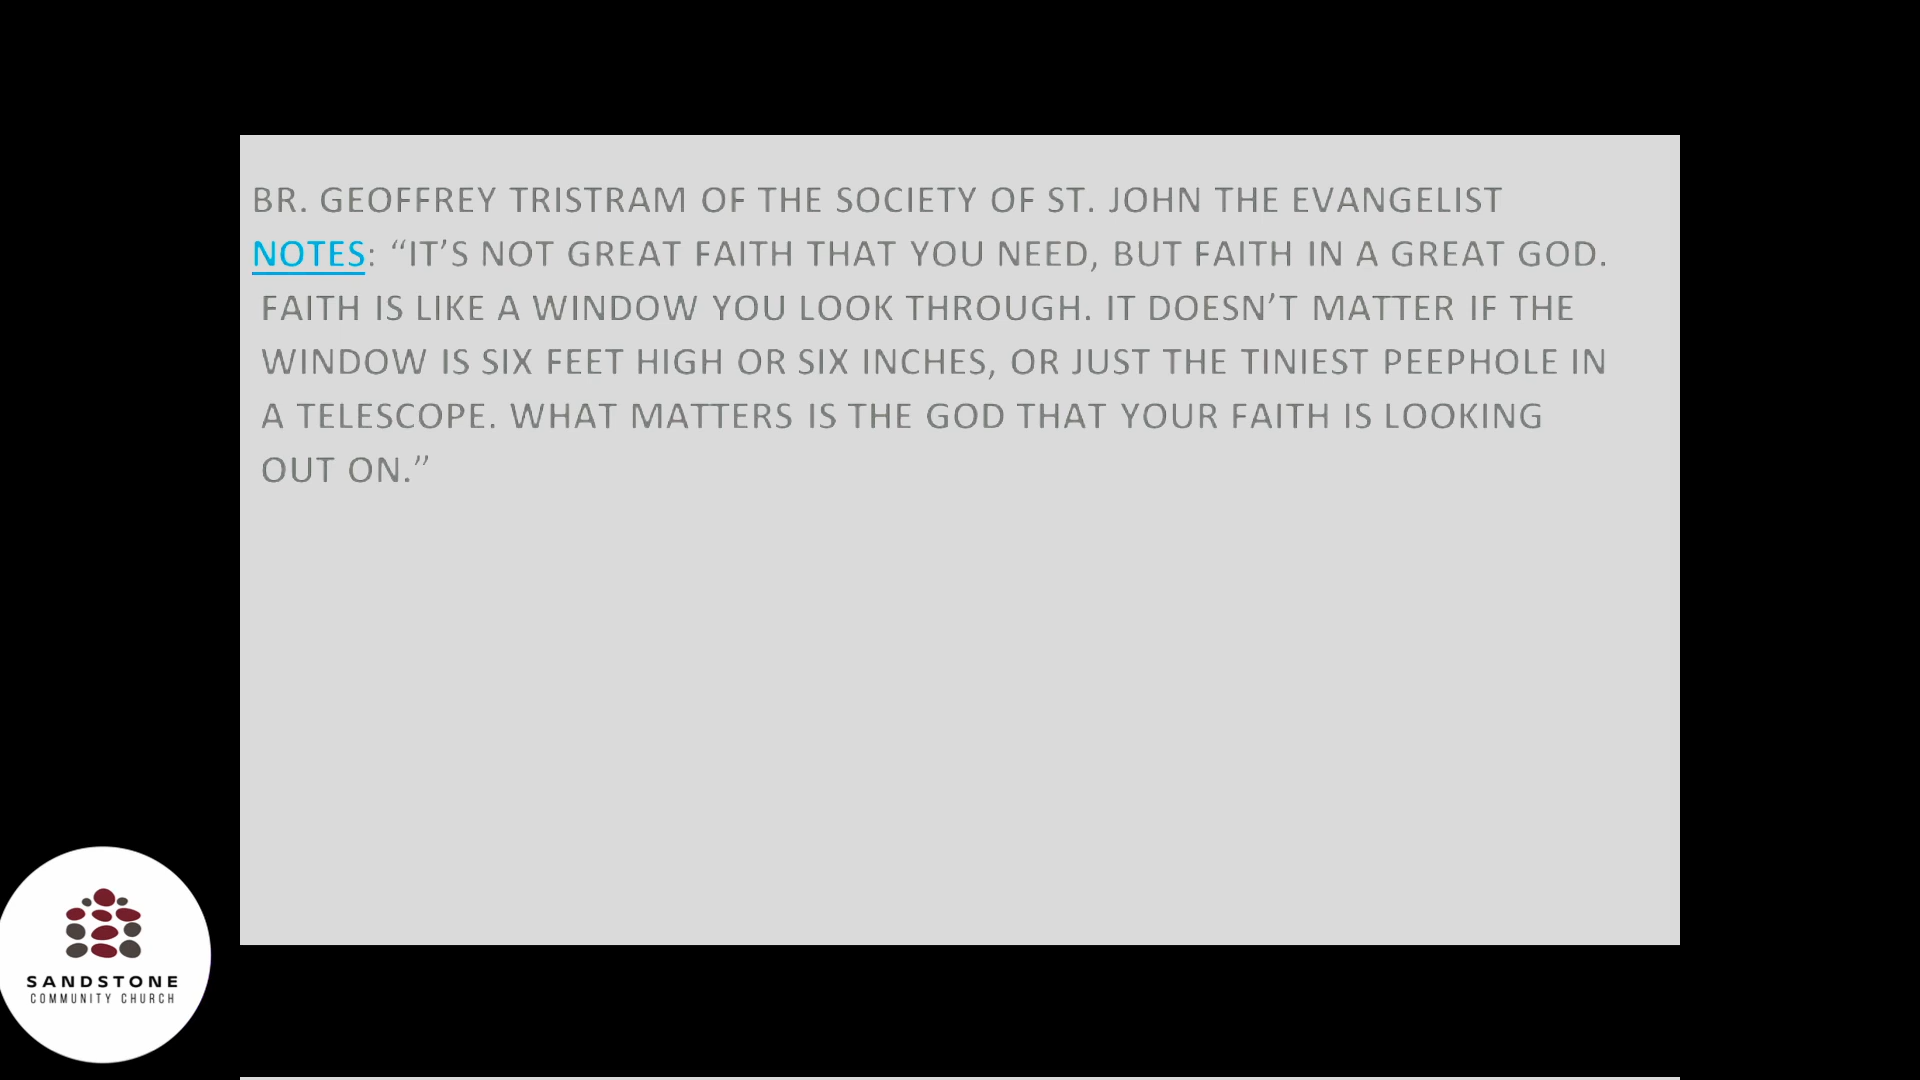 BR. GEOFFREY TRISTRAM OF THE SOCIETY OF ST. JOHN THE EVANGELIST
NOTES: “IT’S NOT GREAT FAITH THAT YOU NEED, BUT FAITH IN A GREAT GOD.
FAITH IS LIKE A WINDOW YOU LOOK THROUGH. IT DOESN’T MATTER IF THE
WINDOW IS SIX FEET HIGH OR SIX INCHES, OR JUST THE TINIEST PEEPHOLE IN
A TELESCOPE. WHAT MATTERS IS THE GOD THAT YOUR FAITH IS LOOKING
OUT ON.”
SANDSTONE
COMMUNITY CHURCH